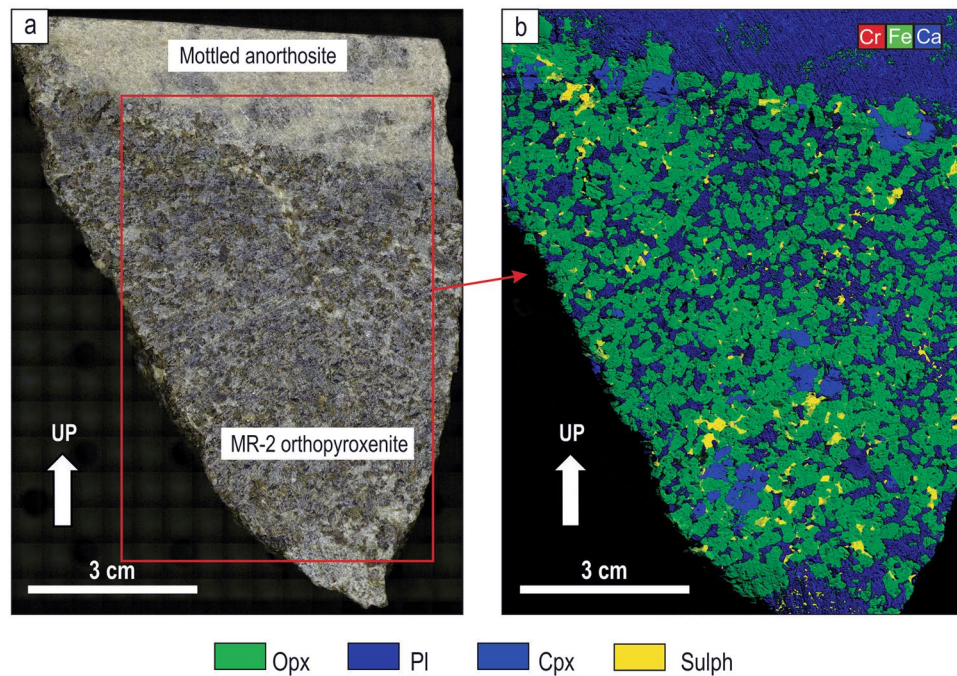 a
Mottled anorthosite
MR-2 orthopyroxenite
UP
3 cm
b
Cr Fe Ca
UP
3 cm
Opx
Pl
Cpx
Sulph